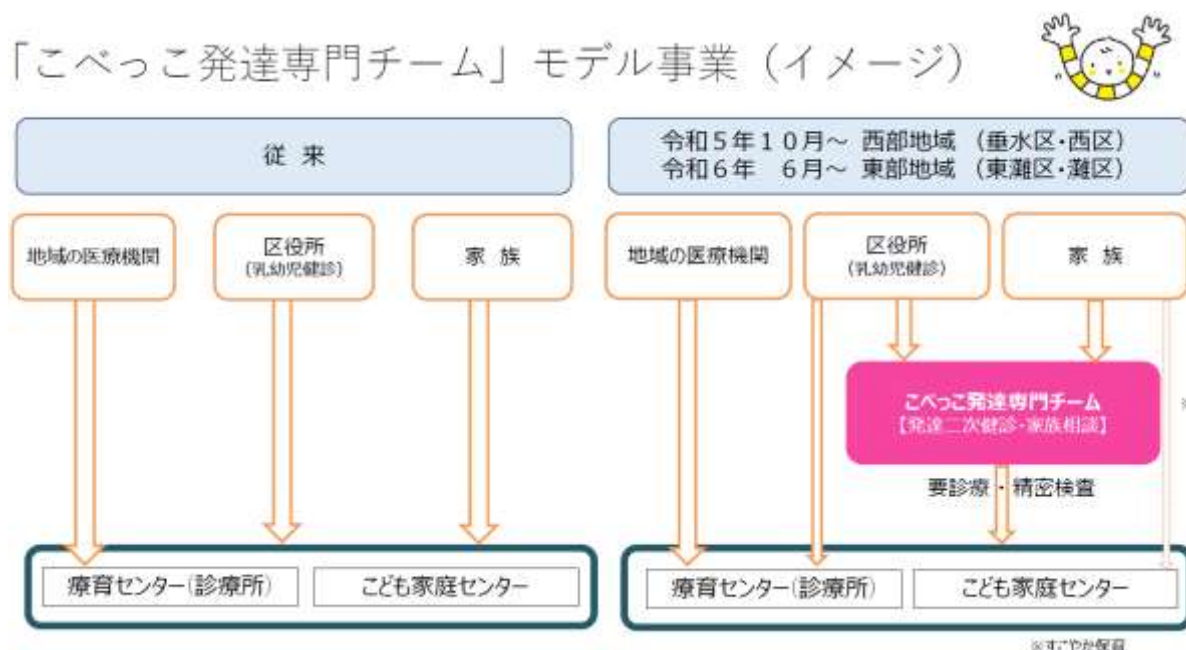 「こべっこ発達専門チーム」モデル事業（イメージ）
従 来
地域の医療機関
区役所
(乳幼児健診)
家 族
療育センター(診療所)
こども家庭センター
令和５年１０月～ 西部地域 （垂水区・西区）
令和６年　６月～ 東部地域 （東灘区・灘区）
地域の医療機関
区役所
(乳幼児健診)
家 族
こべっこ発達専門チーム
【発達二次健診・家族相談】
※
要診療・精密検査
療育センター(診療所)
こども家庭センター
※すこやか保育